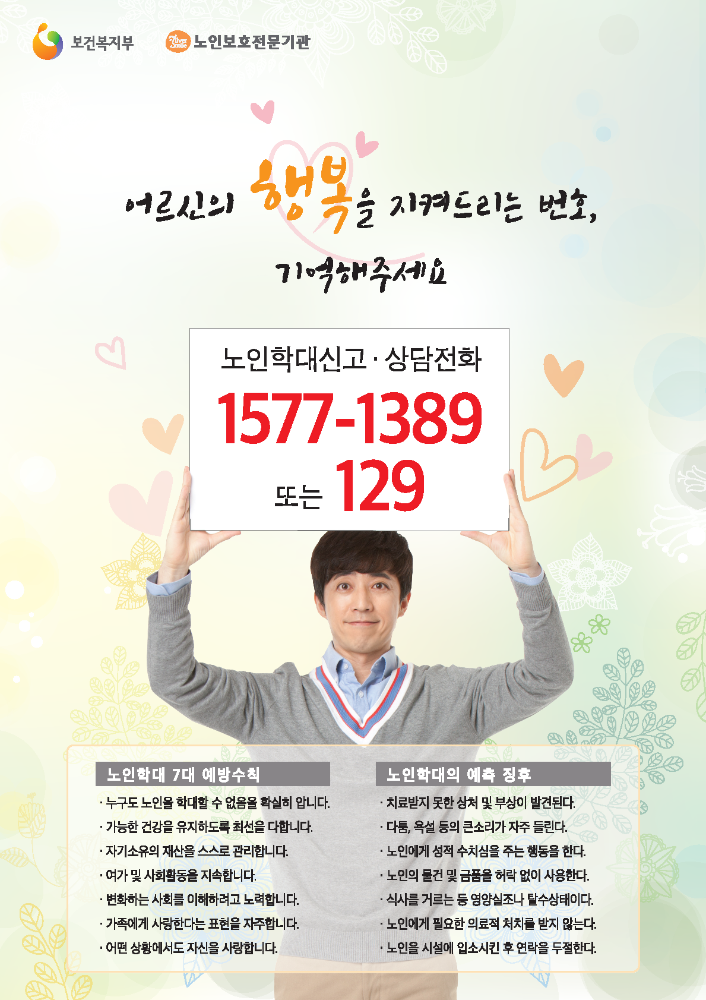 보건복지부
Silver Smile 노인보호전문기관
어르신의 행복을 지켜드리는 번호,
기억해주세요
노인학대신고 · 상담전화
1577-1389
또는 129
노인학대 7대 예방수칙
· 누구도 노인을 학대할 수 없음을 확실히 압니다.
· 가능한 건강을 유지하도록 최선을 다합니다.
· 자기소유의 재산을 스스로 관리합니다.
· 여가 및 사회활동을 지속합니다.
· 변화하는 사회를 이해하려고 노력합니다.
· 가족에게 사랑한다는 표현을 자주합니다.
· 어떤 상황에서도 자신을 사랑합니다.
노인학대의 예측 징후
· 치료받지 못한 상처 및 부상이 발견된다.
· 다툼, 욕설 등의 큰소리가 자주 들린다.
· 노인에게 성적 수치심을 주는 행동을 한다.
· 노인의 물건 및 금품을 허락 없이 사용한다.
· 식사를 거르는 등 영양실조나 탈수상태이다.
· 노인에게 필요한 의료적 처치를 받지 않는다.
· 노인을 시설에 입소시킨 후 연락을 두절한다.